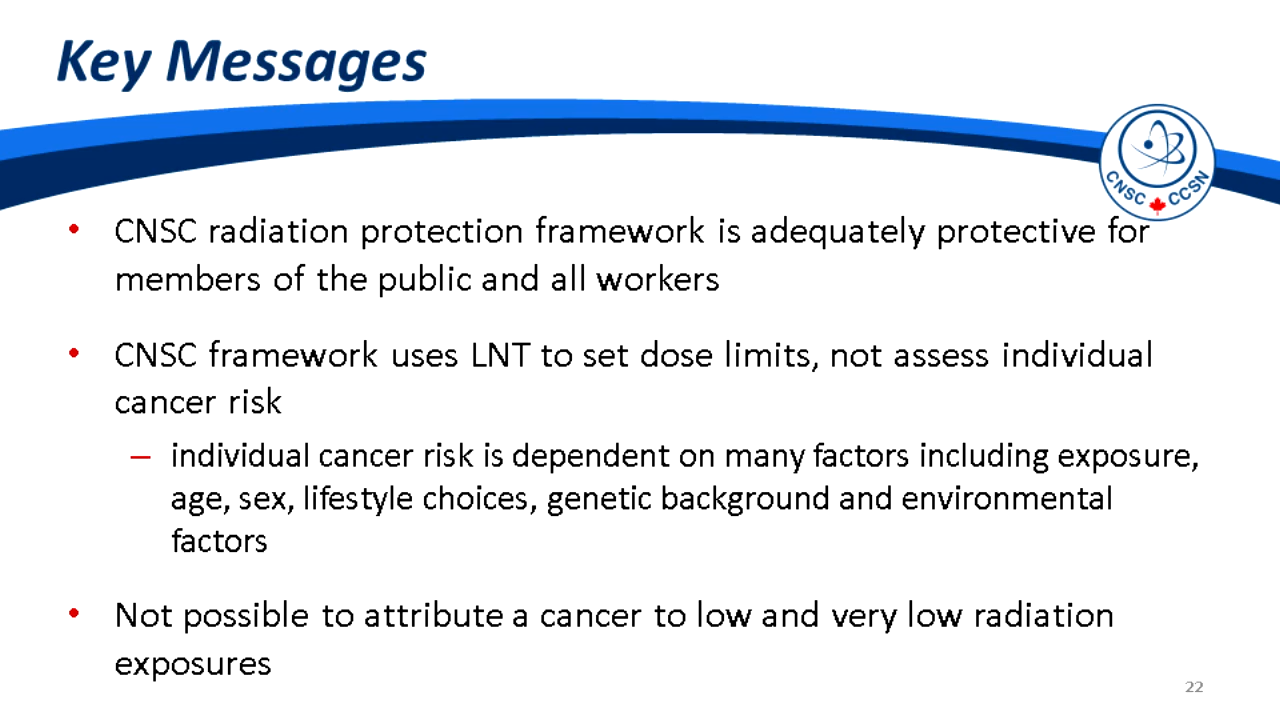 Key Messages
CNSC CCSN
• CNSC radiation protection framework is adequately protective for
members of the public and all workers
• CNSC framework uses LNT to set dose limits, not assess individual
cancer risk
– individual cancer risk is dependent on many factors including exposure,
age, sex, lifestyle choices, genetic background and environmental
factors
• Not possible to attribute a cancer to low and very low radiation
exposures
22